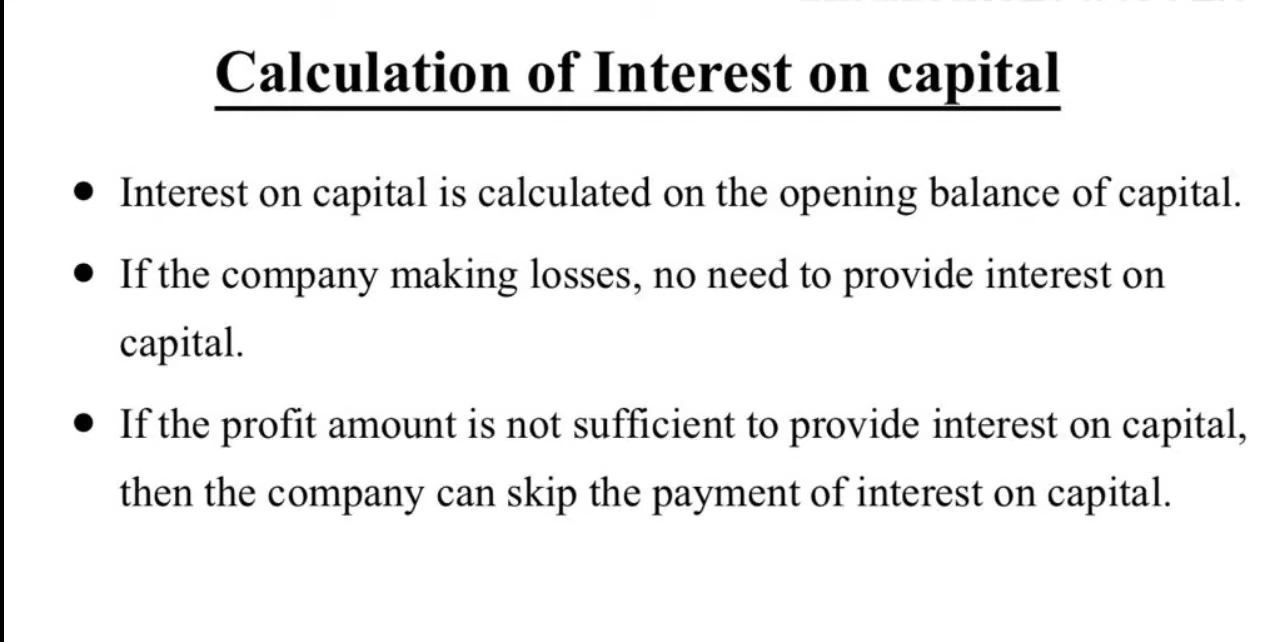 Calculation of Interest on capital
● Interest on capital is calculated on the opening balance of capital.
● If the company making losses, no need to provide interest on
capital.
● If the profit amount is not sufficient to provide interest on capital,
then the company can skip the payment of interest on capital.